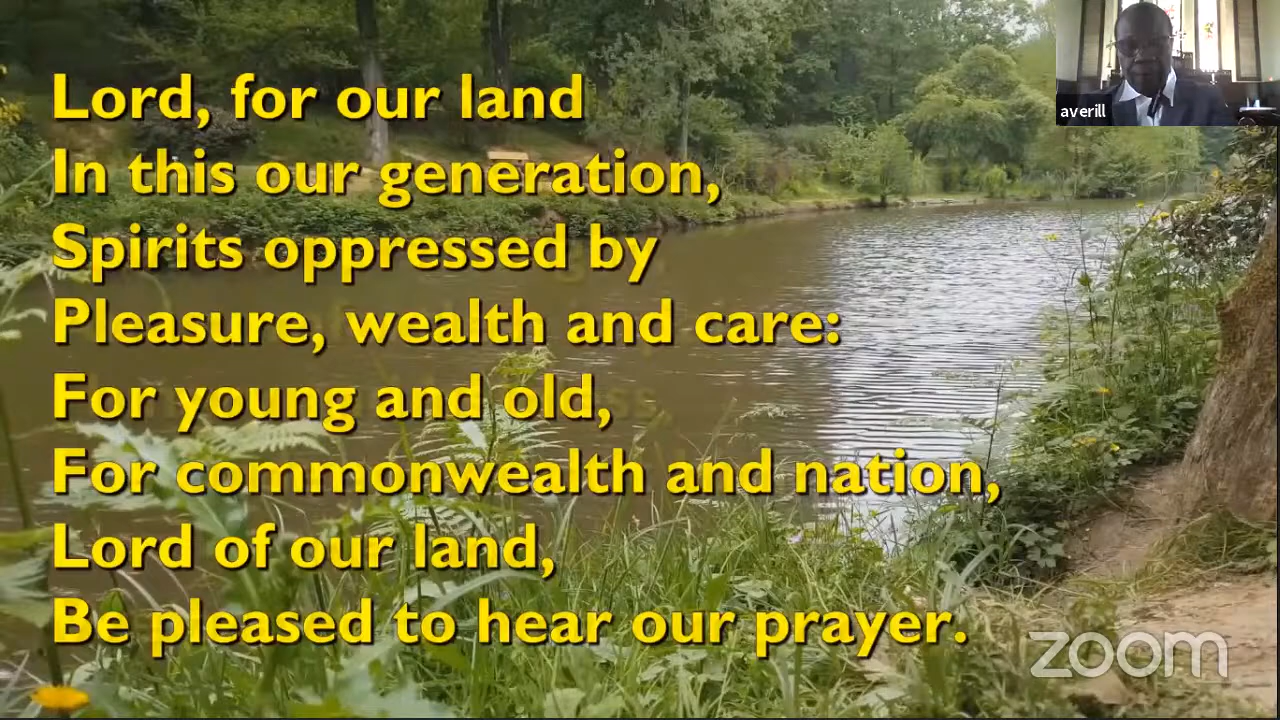 Lord, for our land
In this our generation,
Spirits oppressed by
Pleasure, wealth and care:
For young and old,
For commonwealth and nation,
Lord of our land,
Be pleased to hear our prayer.
averill
zoom